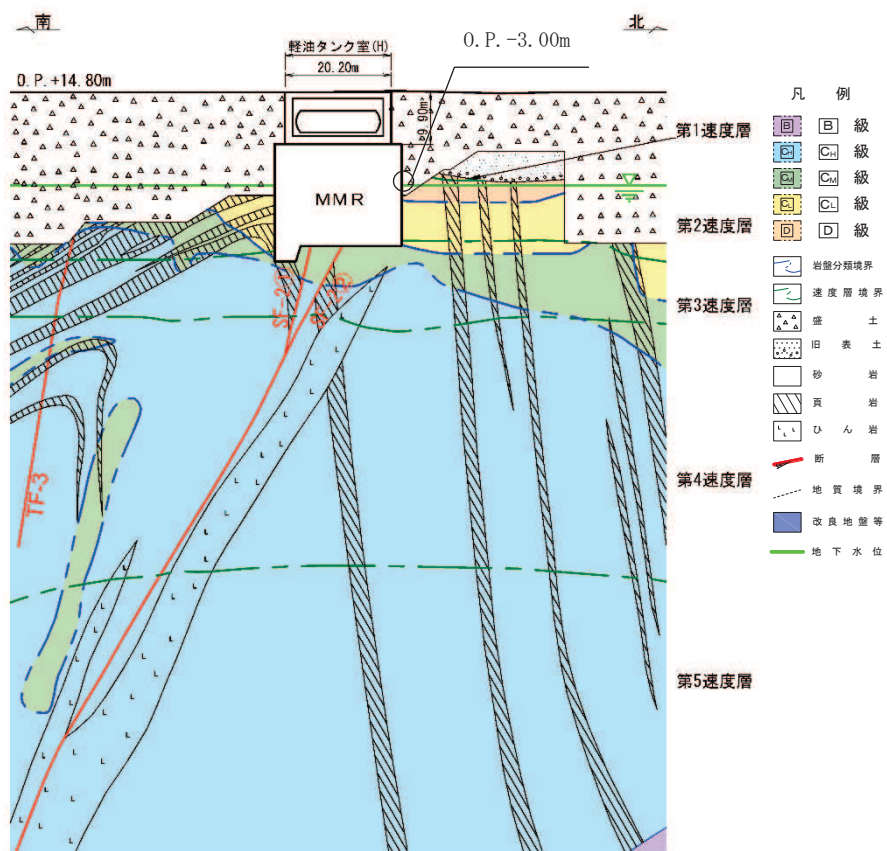 南
北
軽油タンク室(H)
20.20m
O.P.-3.00m
O.P.+14.80m
9.90m
MMR
第1速度層
第2速度層
第3速度層
第4速度層
第5速度層
TF-3
凡 例
B B 級
CH CH 級
CM CM 級
CL CL 級
D D 級
岩盤分類境界
速度層境界
盛 土
旧 表 土
砂 岩
頁 岩
ひ ん 岩
断 層
地 質 境 界
改 良 地 盤 等
地 下 水 位